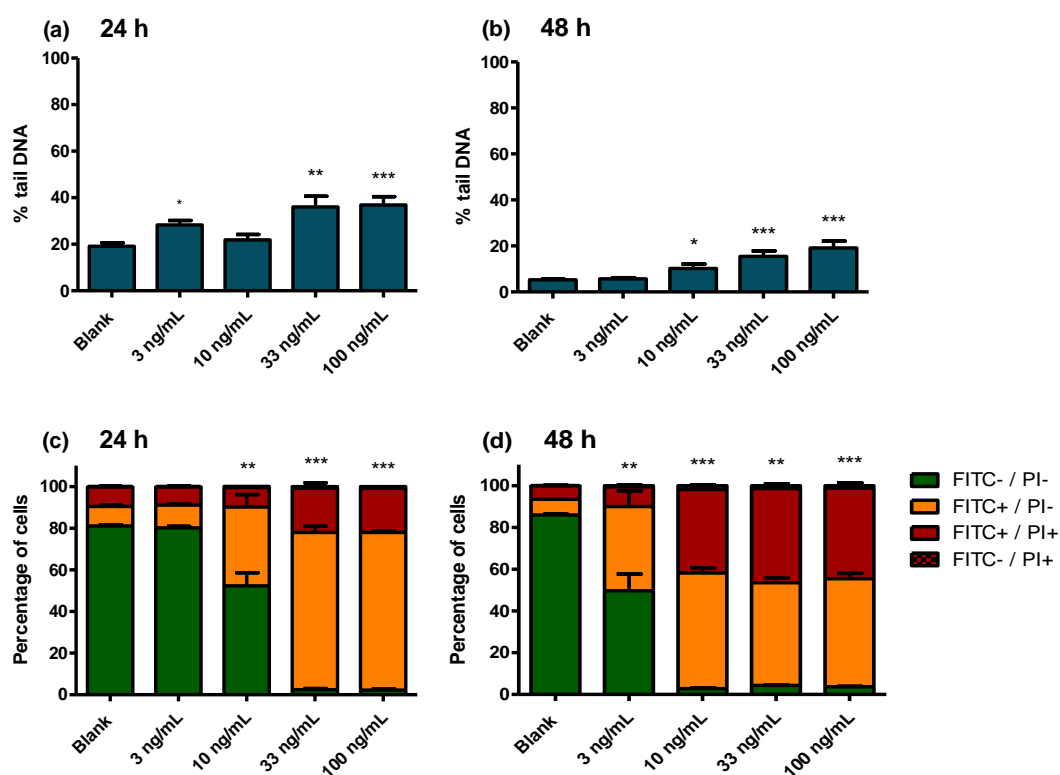 (a) 24 h
% tail DNA
100
80
60
40
20
0
*
**
***
Blank
3 ng/mL
10 ng/mL
33 ng/mL
100 ng/mL
(b) 48 h
% tail DNA
100
80
60
40
20
0
*
***
***
Blank
3 ng/mL
10 ng/mL
33 ng/mL
100 ng/mL
(c) 24 h
Percentage of cells
100
80
60
40
20
0
**
***
***
Blank
3 ng/mL
10 ng/mL
33 ng/mL
100 ng/mL
(d) 48 h
Percentage of cells
100
80
60
40
20
0
**
***
**
***
Blank
3 ng/mL
10 ng/mL
33 ng/mL
100 ng/mL
FITC- / PI-
FITC+ / PI-
FITC+ / PI+
FITC- / PI+